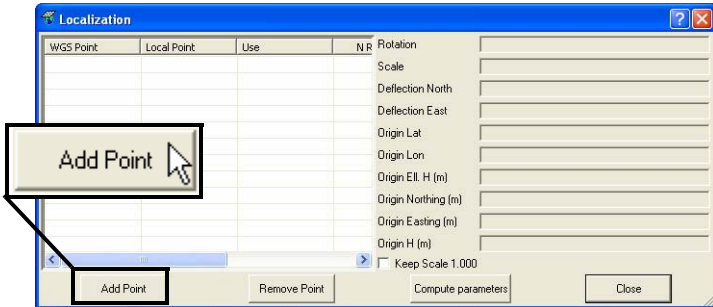 Localization
WGS Point Local Point Use N R
Rotation
Scale
Deflection North
Deflection East
Origin Lat
Origin Lon
Origin Ell. H (m)
Origin Northing (m)
Origin Easting (m)
Origin H (m)
Keep Scale 1.000
Add Point
Add Point Remove Point Compute parameters Close